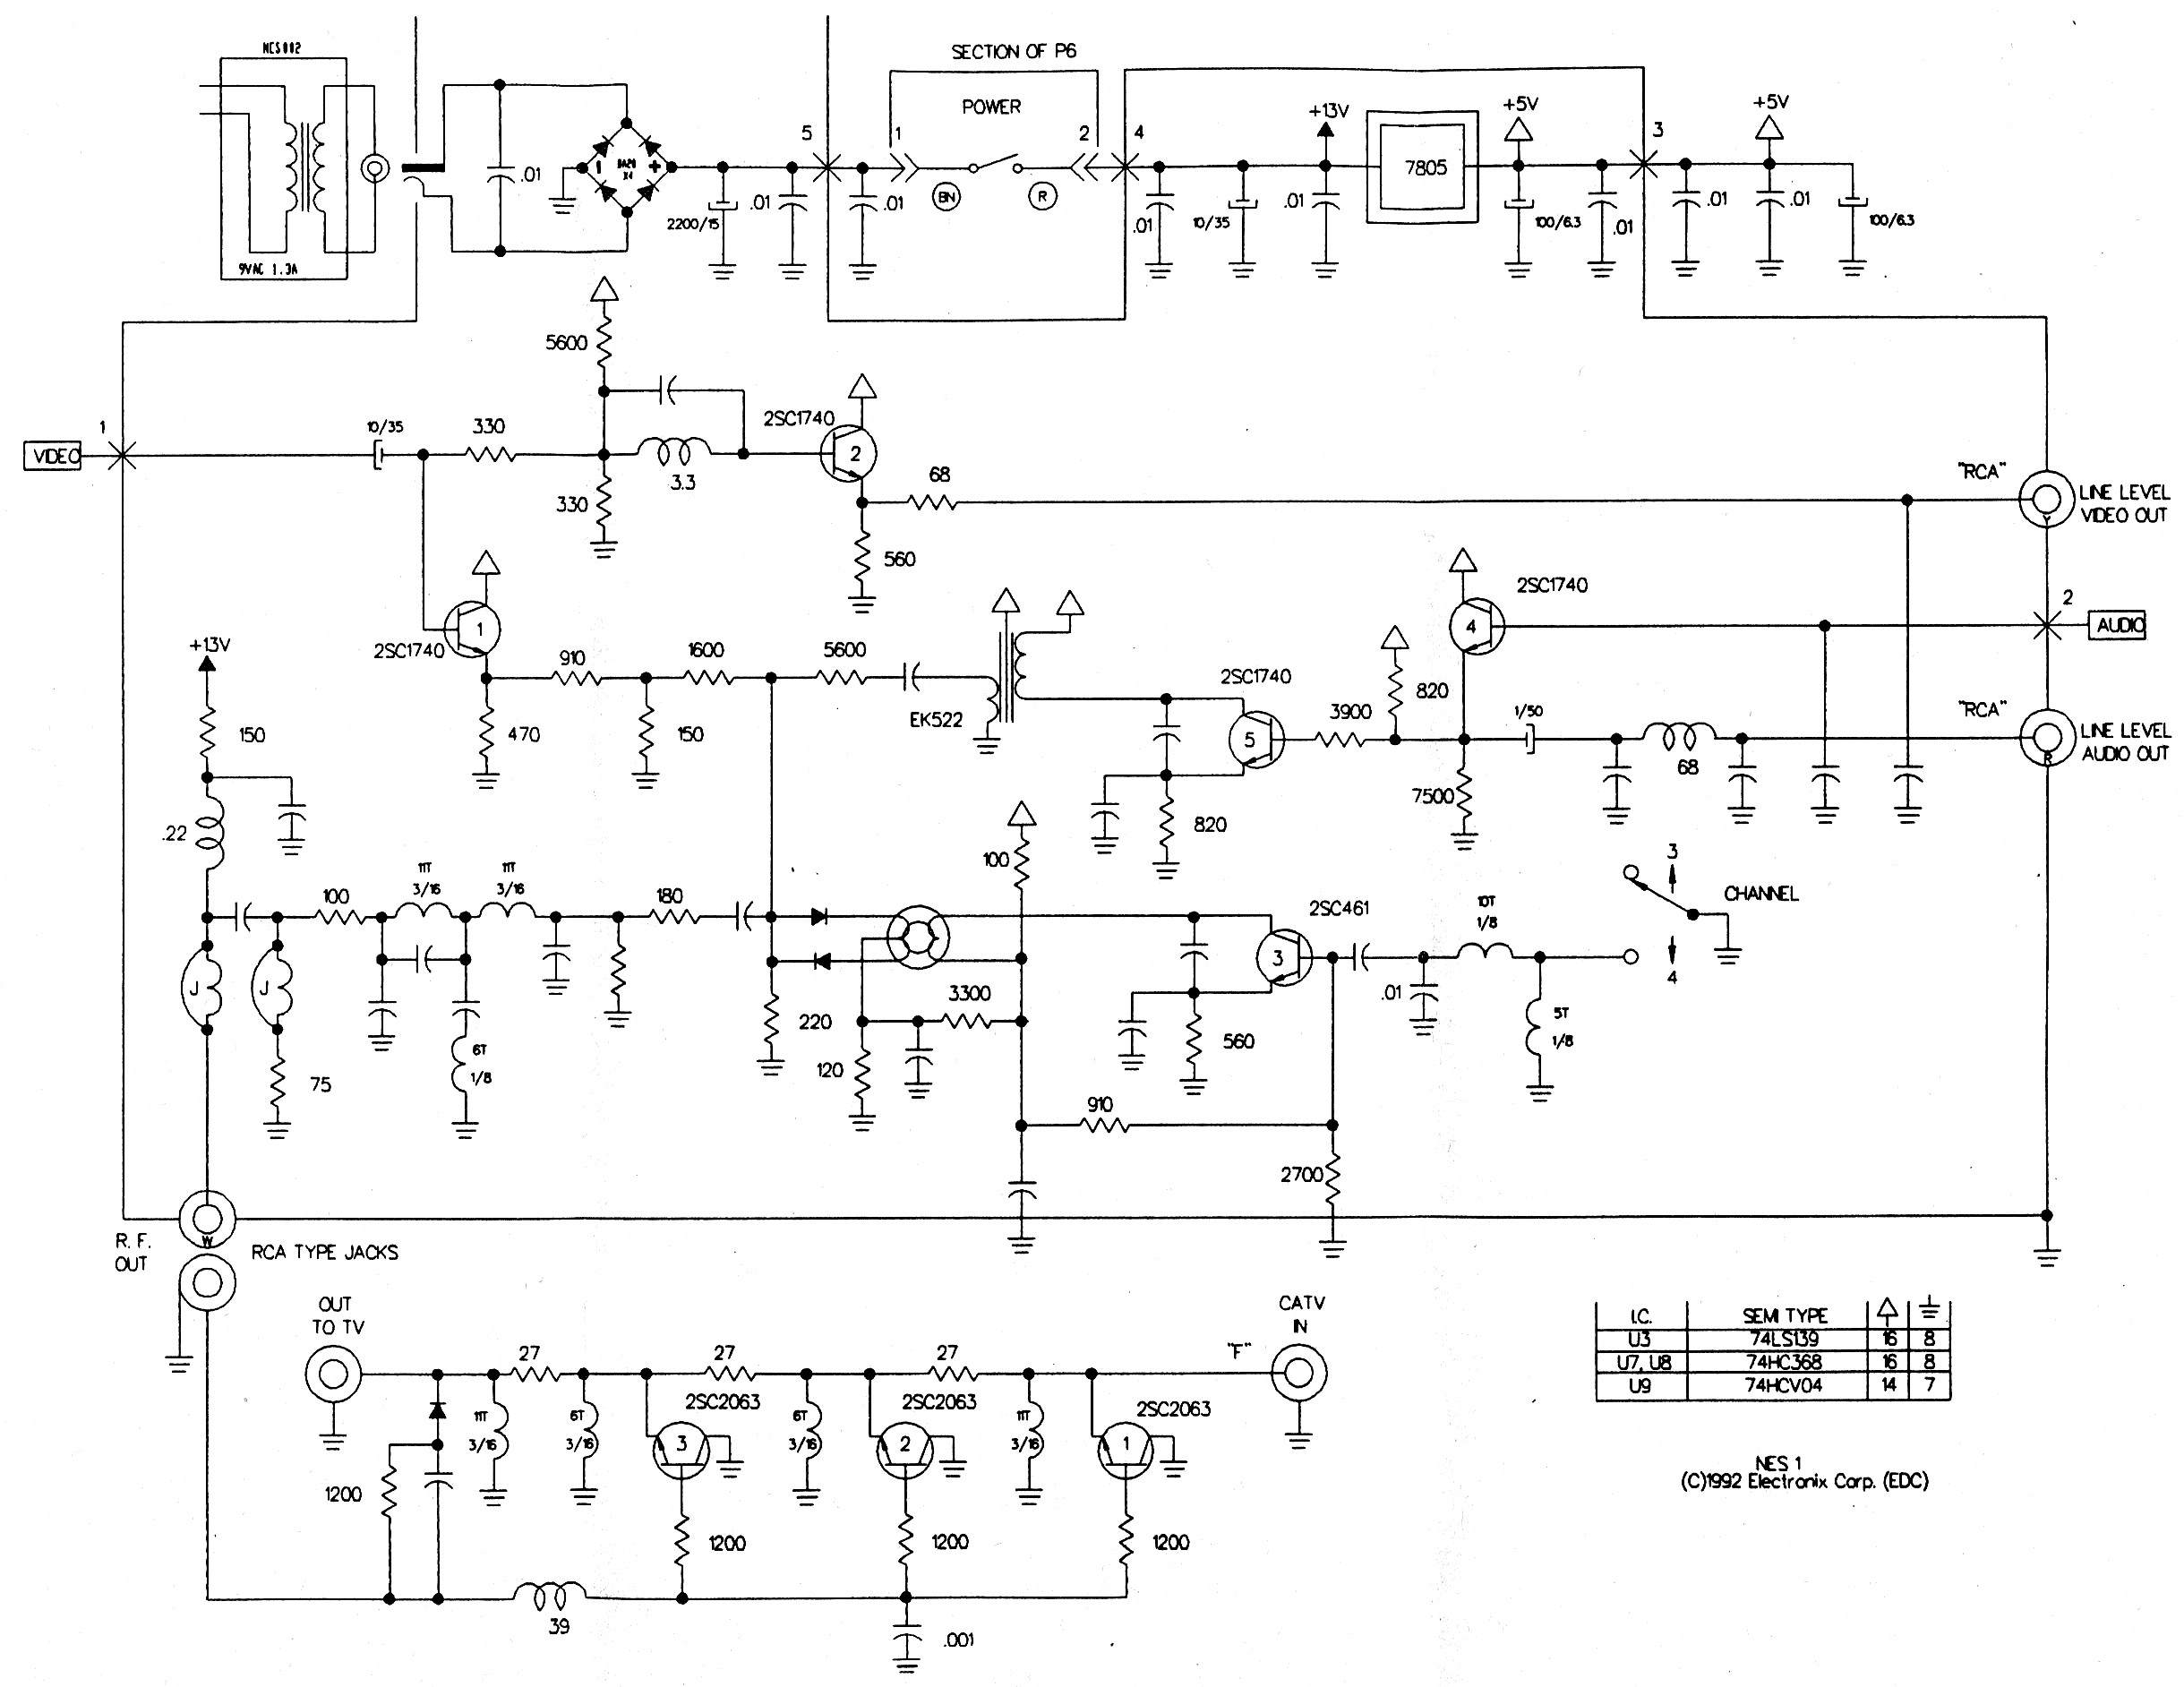 NES002
9VAC 1.3A
.01
2200/15
.01
5
SECTION OF P6
POWER
1
2
4
.01
BN
R
.01
10/35
+13V
.01
7805
+5V
100/6.3
.01
3
+5V
.01
.01
100/6.3
VIDEO
1
10/35
330
5600
330
3.3
2SC1740
2
68
560
"RCA"
Y
LINE LEVEL
VIDEO OUT
2SC1740
1
470
910
150
1600
5600
EK522
2SC1740
5
820
3900
820
2SC1740
4
7500
1/50
68
2
AUDIO
"RCA"
R
LINE LEVEL
AUDIO OUT
+13V
150
.22
J
J
75
100
11T
3/16
11T
3/16
6T
1/8
180
220
120
3300
100
910
2SC461
3
560
2700
.01
10T
1/8
5T
1/8
3
4
CHANNEL
R. F.
OUT
W
RCA TYPE JACKS
OUT
TO TV
1200
11T
3/16
27
6T
3/16
2SC2063
3
1200
27
6T
3/16
2SC2063
2
1200
27
11T
3/16
2SC2063
1
1200
"F"
CATV
IN
39
.001
I.C. SEMI TYPE
U3 74LS139 16 8
U7, U8 74HC368 16 8
U9 74HCV04 14 7
NES 1
(C)1992 Electronix Corp. (EDC)